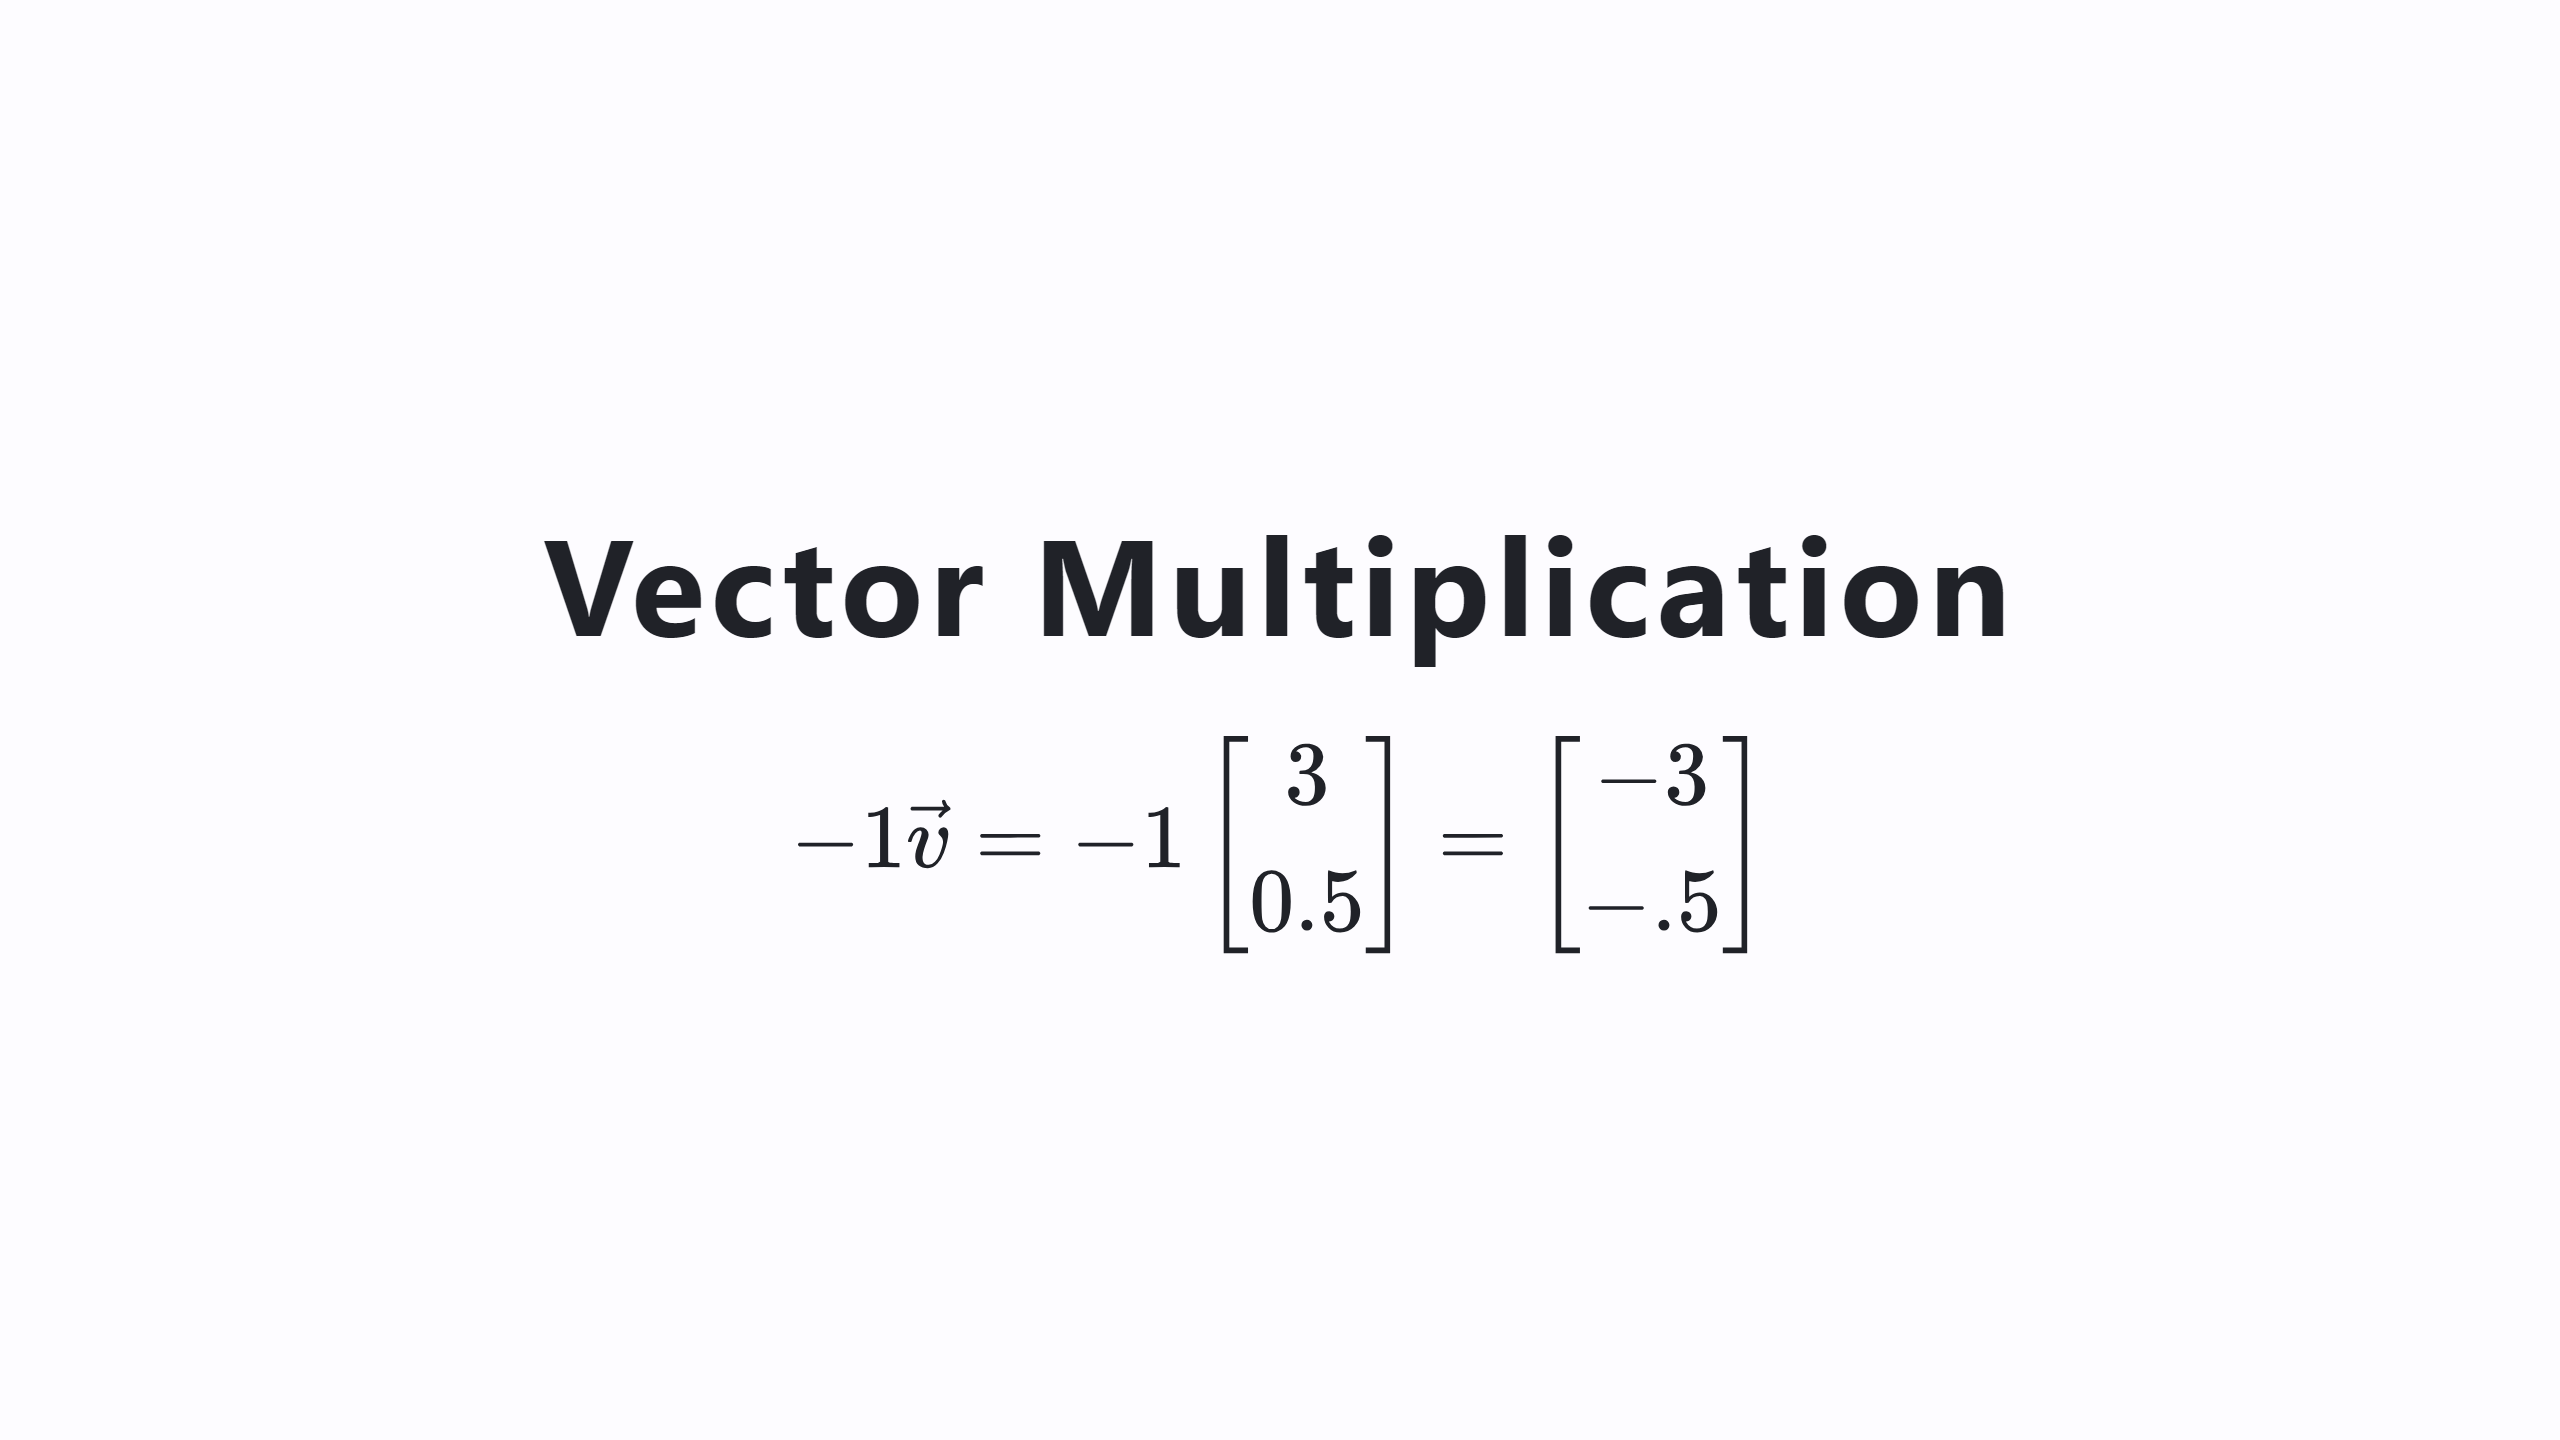 Vector Multiplication
−1v⃗ = −1 [3 0.5] = [−3 −.5]